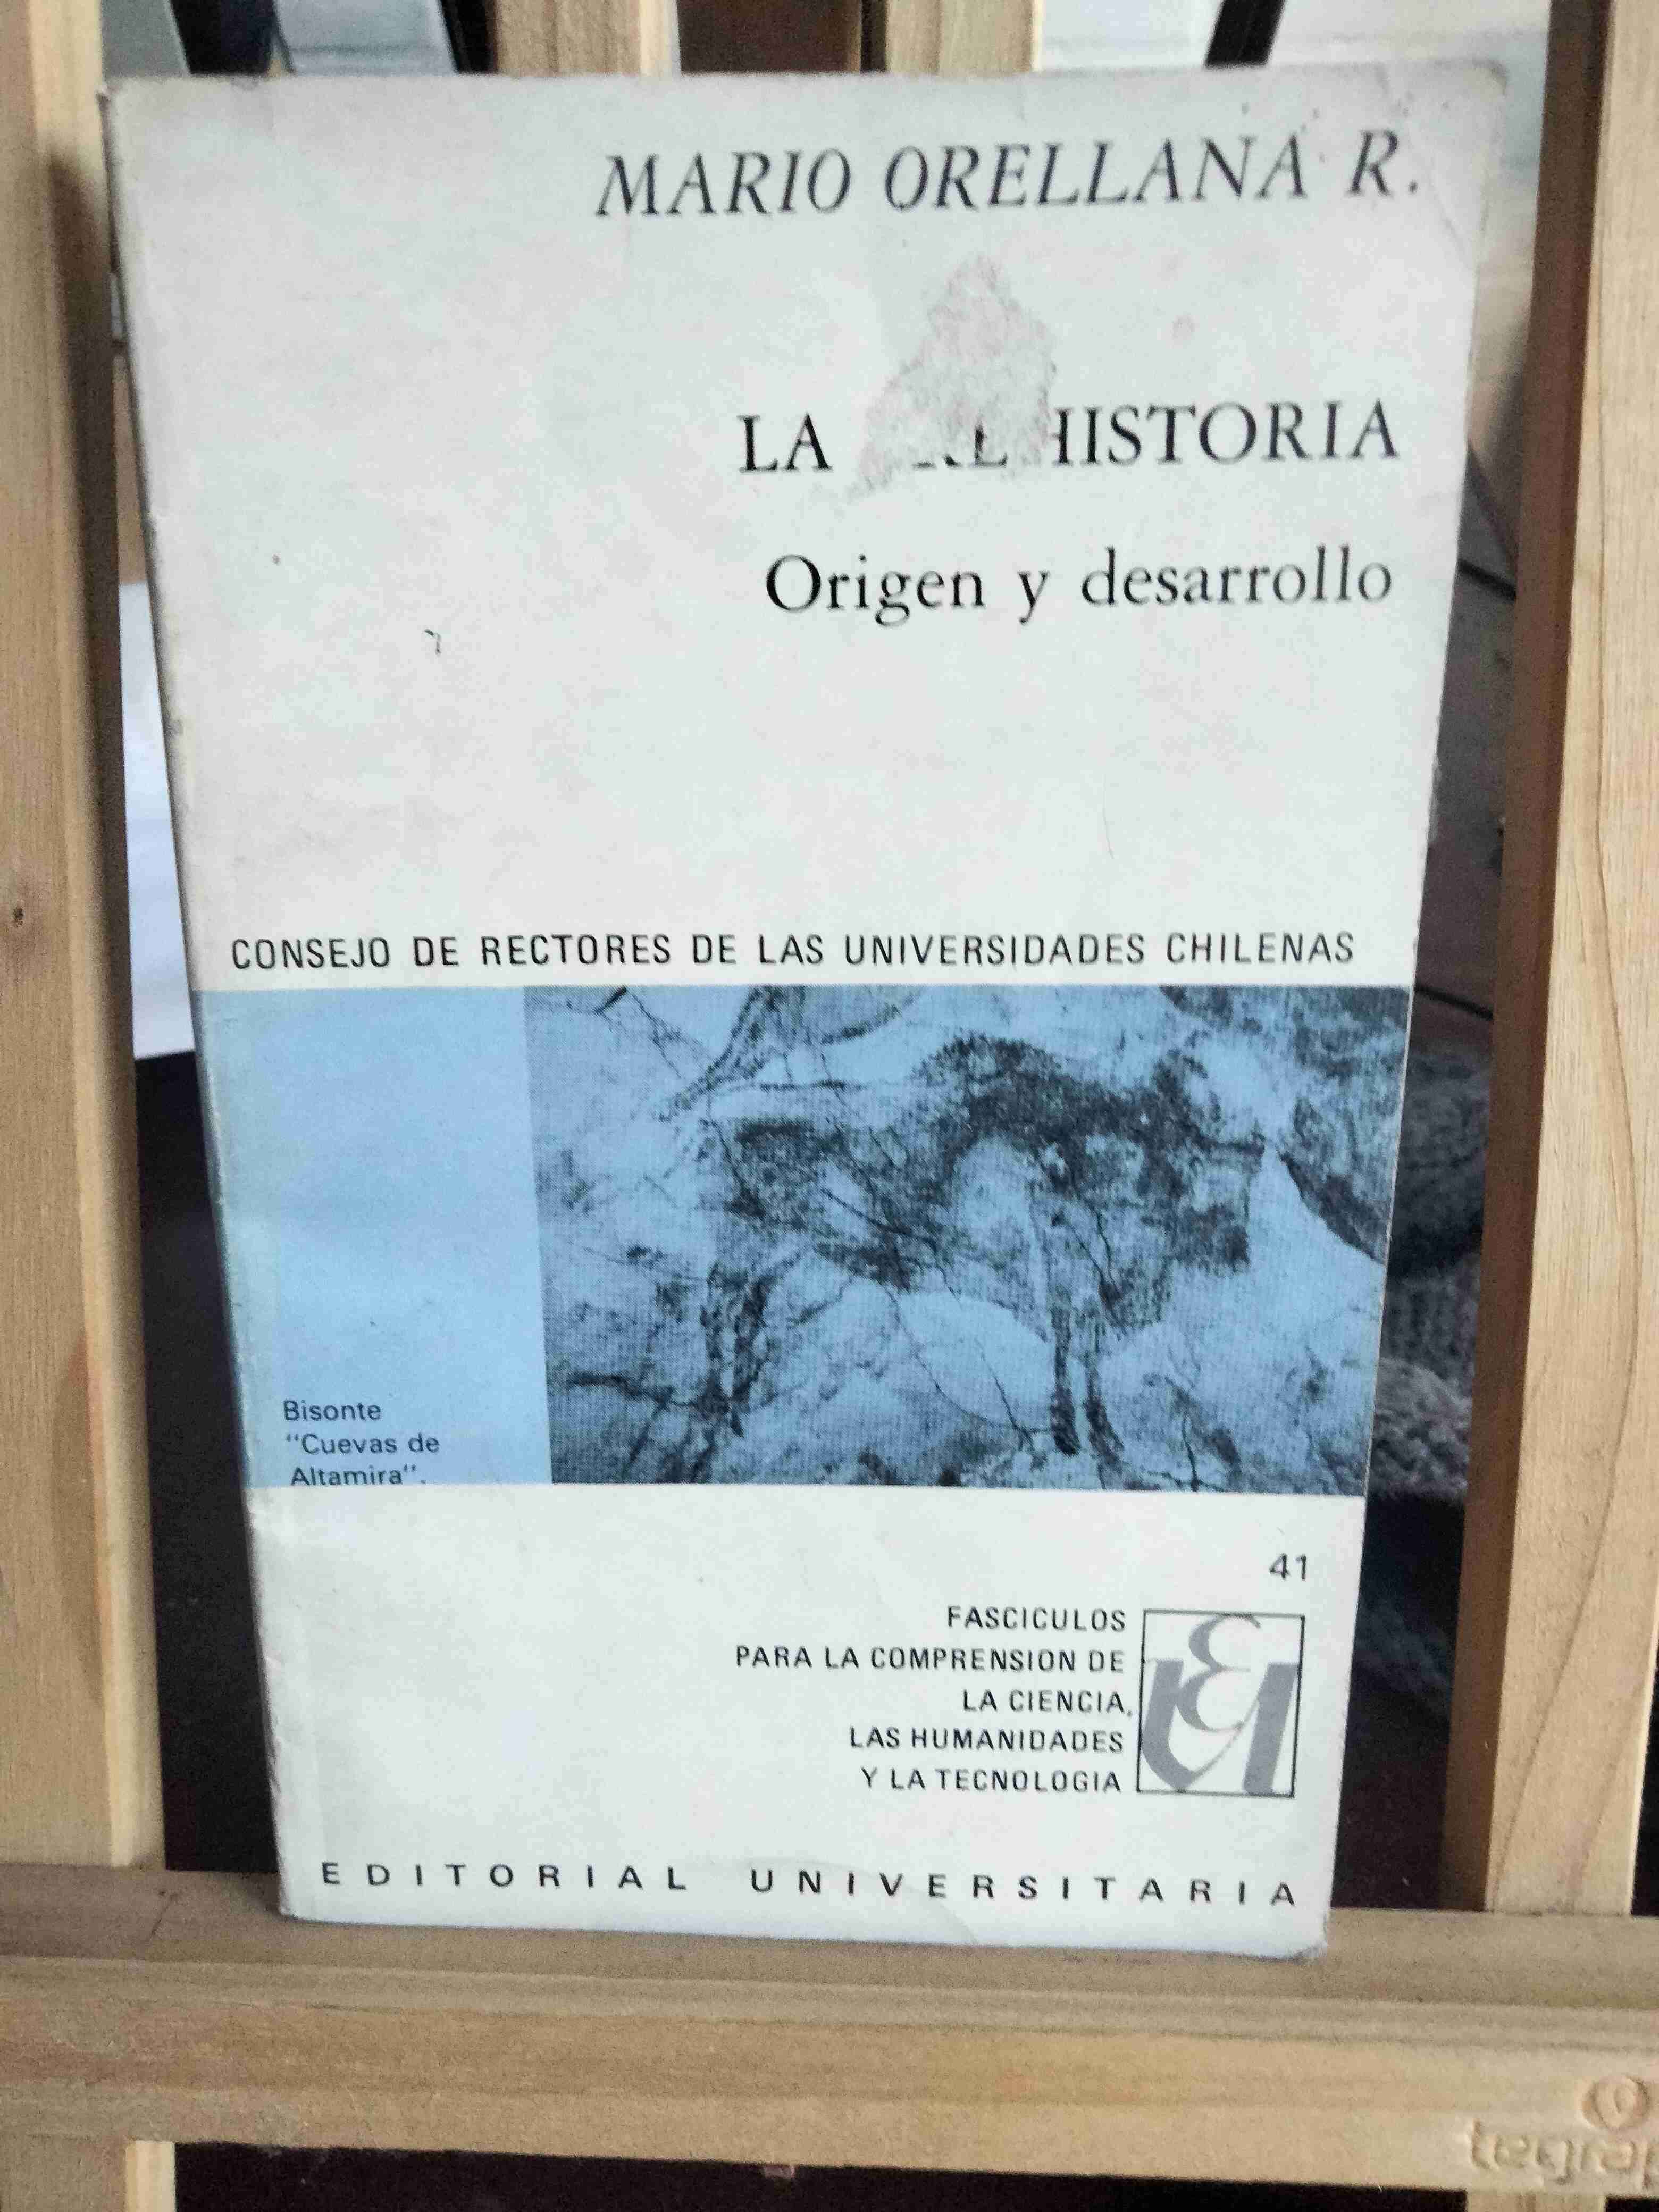 MARIO ORELLANA R.
LA PREHISTORIA
Origen y desarrollo
CONSEJO DE RECTORES DE LAS UNIVERSIDADES CHILENAS
Bisonte
"Cuevas de
Altamira".
41
FASCICULOS
PARA LA COMPRENSION DE
LA CIENCIA,
LAS HUMANIDADES
Y LA TECNOLOGIA
EDITORIAL UNIVERSITARIA